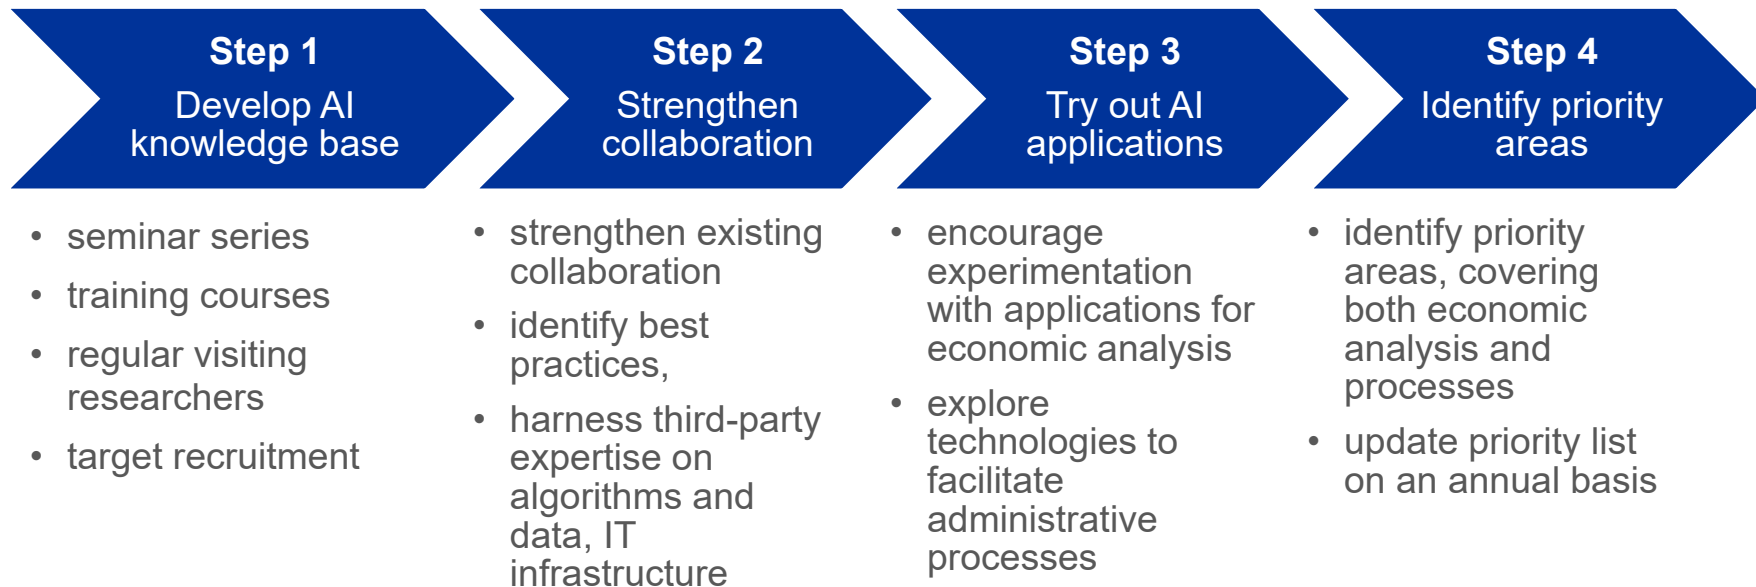 Step 1
Develop AI
knowledge base
• seminar series
• training courses
• regular visiting
researchers
• target recruitment
Step 2
Strengthen
collaboration
• strengthen existing
collaboration
• identify best
practices,
• harness third-party
expertise on
algorithms and
data, IT
infrastructure
Step 3
Try out AI
applications
• encourage
experimentation
with applications for
economic analysis
• explore
technologies to
facilitate
administrative
processes
Step 4
Identify priority
areas
• identify priority
areas, covering
both economic
analysis and
processes
• update priority list
on an annual basis